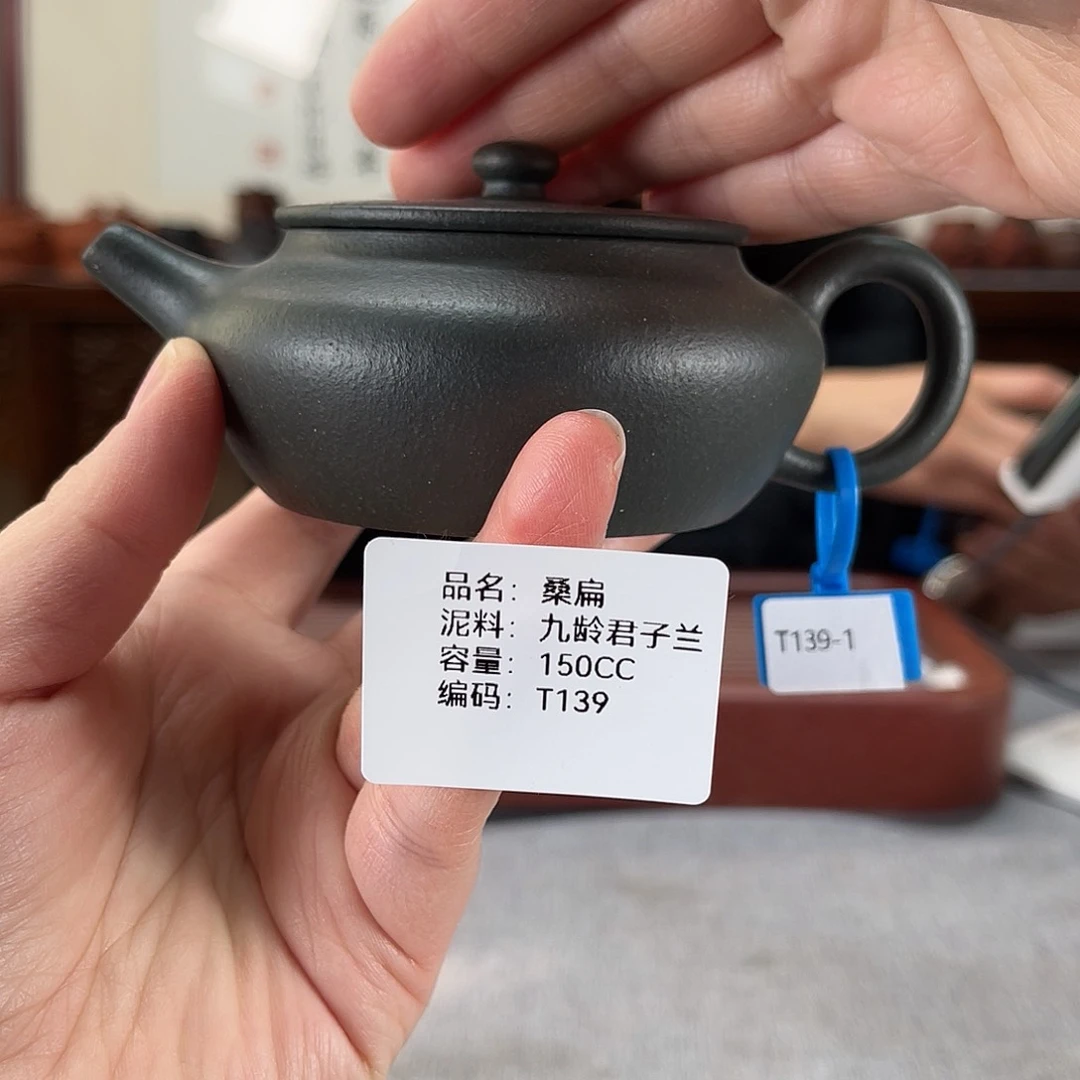 品名：桑扁
泥料：九龄君子兰
容量：150CC
编码：T139
T139-1